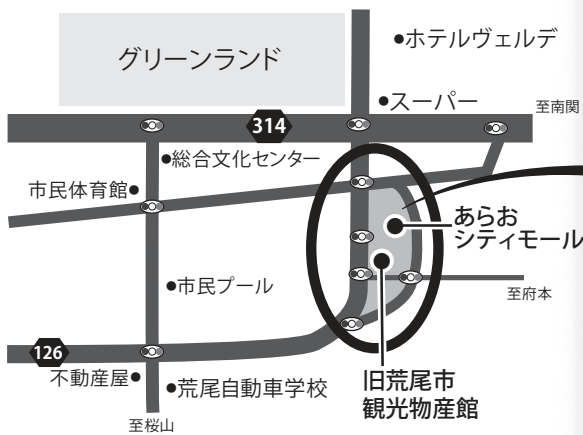 グリーンランド
●ホテルヴェルデ
●スーパー
至南関
314
●総合文化センター
市民体育館●
あらお
シティモール
●市民プール
至府本
126
不動産屋●
●荒尾自動車学校
旧荒尾市
観光物産館
至桜山